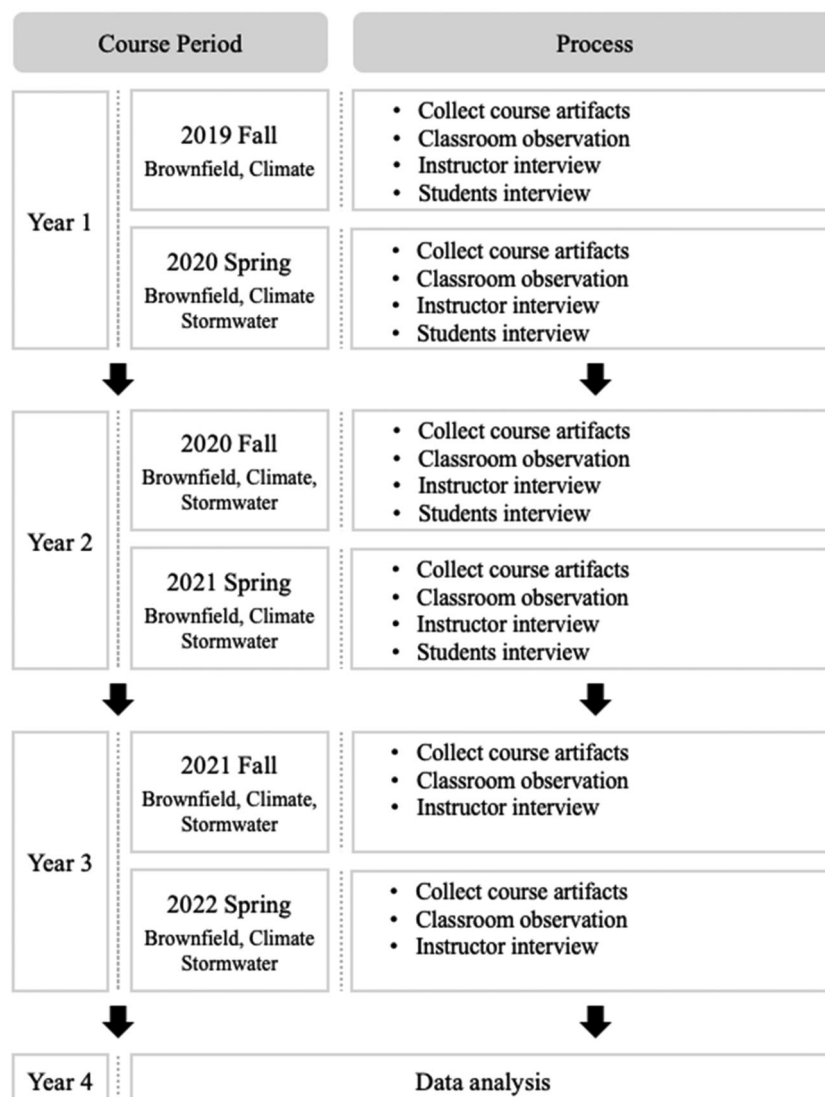 Course Period
Process
Year 1
2019 Fall
Brownfield, Climate
• Collect course artifacts
• Classroom observation
• Instructor interview
• Students interview
2020 Spring
Brownfield, Climate
Stormwater
• Collect course artifacts
• Classroom observation
• Instructor interview
• Students interview
Year 2
2020 Fall
Brownfield, Climate,
Stormwater
• Collect course artifacts
• Classroom observation
• Instructor interview
• Students interview
2021 Spring
Brownfield, Climate
Stormwater
• Collect course artifacts
• Classroom observation
• Instructor interview
• Students interview
Year 3
2021 Fall
Brownfield, Climate,
Stormwater
• Collect course artifacts
• Classroom observation
• Instructor interview
2022 Spring
Brownfield, Climate
Stormwater
• Collect course artifacts
• Classroom observation
• Instructor interview
Year 4
Data analysis